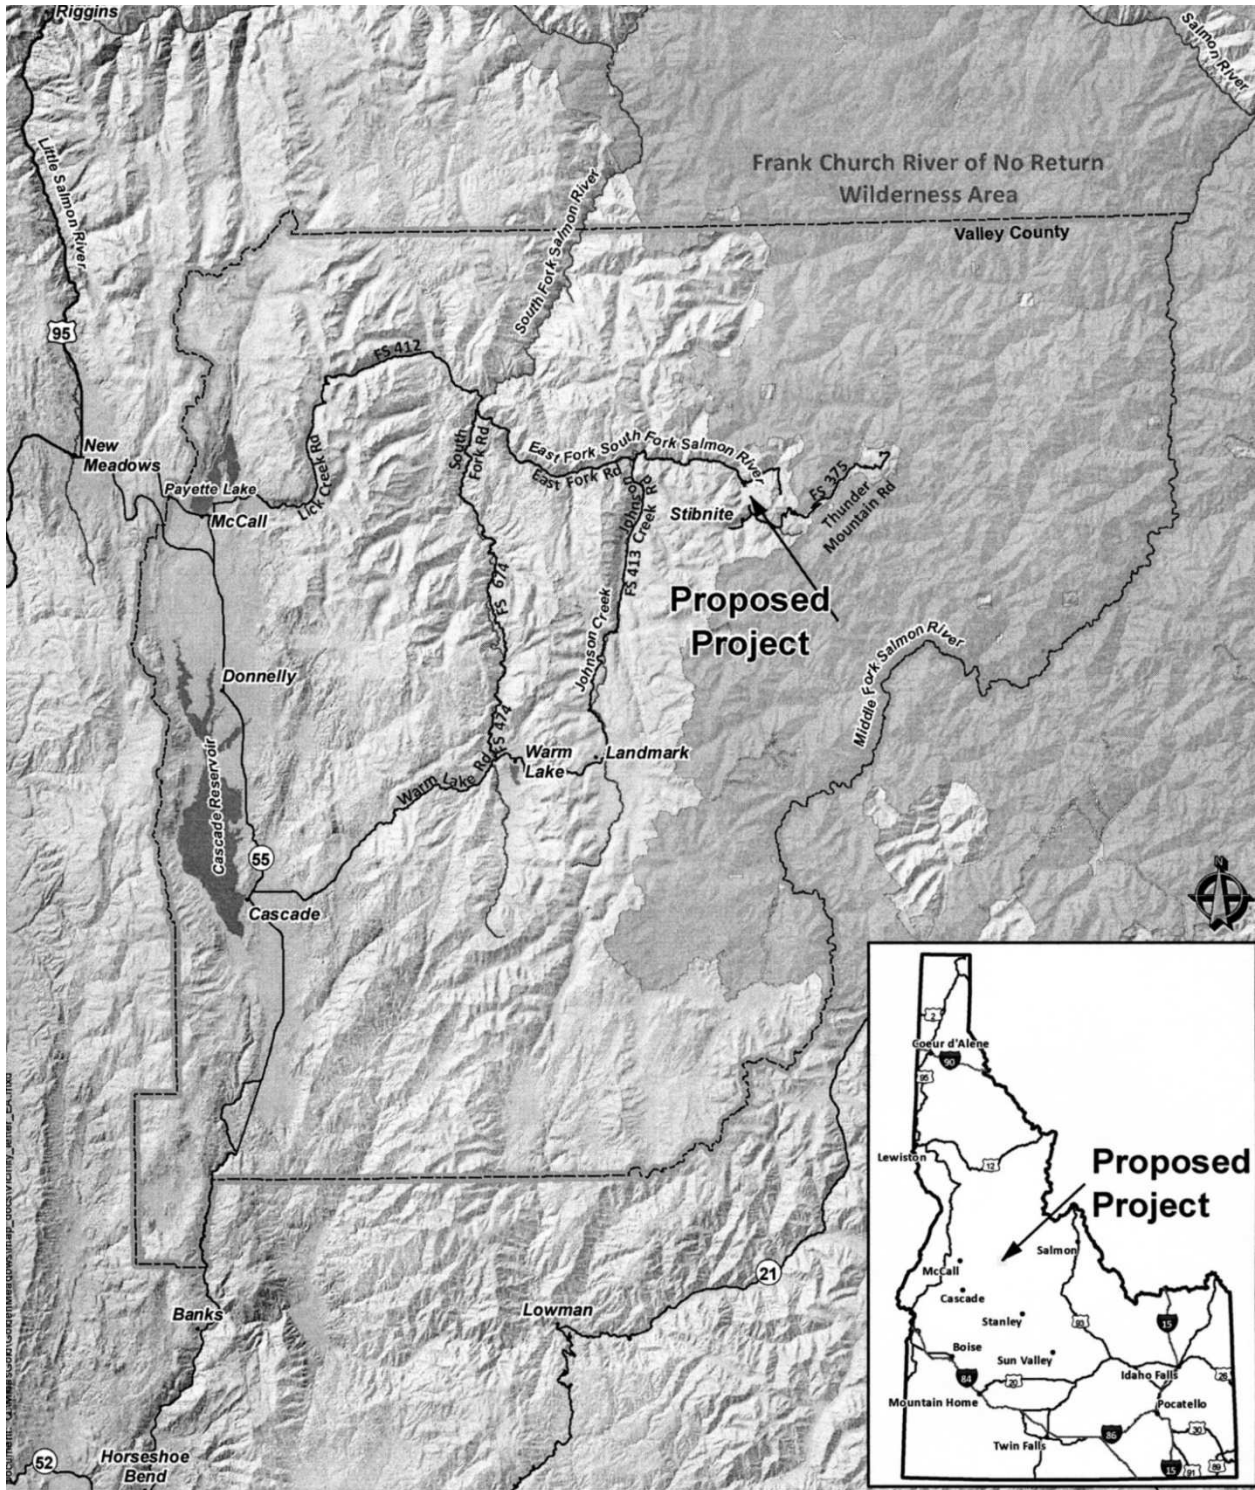 Riggins
Salmon River
Little Salmon River
Frank Church River of No Return
Wilderness Area
Valley County
South Fork Salmon River
95
FS 412
New
Meadows
Payette Lake
McCall
Lick Creek Rd
South
Fork Rd
East Fork South Fork Salmon River
East Fork Rd
Johnson
Creek Rd
FS 413
Stibnite
FS 375
Thunder
Mountain Rd
Proposed
Project
FS 674
Johnson Creek
Middle Fork Salmon River
Donnelly
FS 474
Warm
Lake
Landmark
Warm Lake Rd
Cascade Reservoir
55
Cascade
N
21
Banks
Lowman
Horseshoe
Bend
52
2
Coeur d'Alene
90
95
Lewiston
12
Proposed
Project
Salmon
McCall
Cascade
Stanley
93
15
Boise
Sun Valley
84
20
Idaho Falls
26
Mountain Home
Pocatello
86
30
Twin Falls
15
91
89